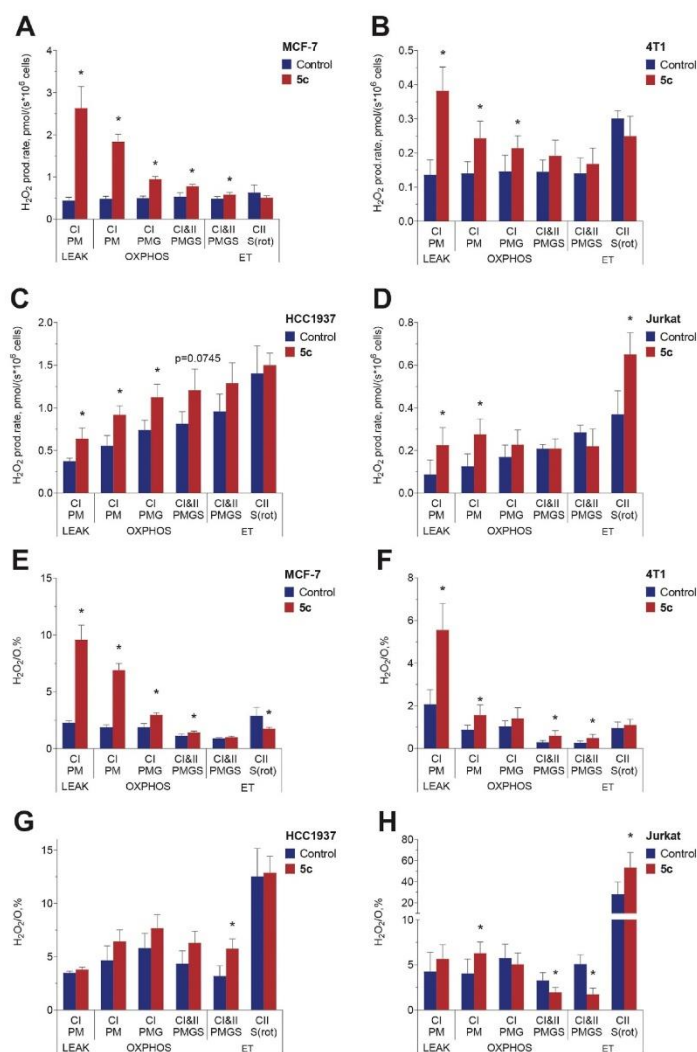 A
MCF-7
Control
5c
H₂O₂ prod.rate, pmol/(s*10⁶ cells)
4
3
2
1
0
* * * * *
CI CI CI CI&II CI&II CII
PM PM PMG PMGS PMGS S(rot)
LEAK OXPHOS ET
B
4T1
Control
5c
H₂O₂ prod.rate, pmol/(s*10⁶ cells)
0.5
0.4
0.3
0.2
0.1
0.0
* * *
CI CI CI CI&II CI&II CII
PM PM PMG PMGS PMGS S(rot)
LEAK OXPHOS ET
C
HCC1937
Control
5c
H₂O₂ prod.rate, pmol/(s*10⁶ cells)
2.0
1.5
1.0
0.5
0.0
p=0.0745
* * *
CI CI CI CI&II CI&II CII
PM PM PMG PMGS PMGS S(rot)
LEAK OXPHOS ET
D
Jurkat
Control
5c
H₂O₂ prod.rate, pmol/(s*10⁶ cells)
0.8
0.6
0.4
0.2
0.0
* * *
CI CI CI CI&II CI&II CII
PM PM PMG PMGS PMGS S(rot)
LEAK OXPHOS ET
E
MCF-7
Control
5c
H₂O₂/O,%
15
10
5
0
* * * * *
CI CI CI CI&II CI&II CII
PM PM PMG PMGS PMGS S(rot)
LEAK OXPHOS ET
F
4T1
Control
5c
H₂O₂/O,%
8
6
4
2
0
* * * *
CI CI CI CI&II CI&II CII
PM PM PMG PMGS PMGS S(rot)
LEAK OXPHOS ET
G
HCC1937
Control
5c
H₂O₂/O,%
15
10
5
0
*
CI CI CI CI&II CI&II CII
PM PM PMG PMGS PMGS S(rot)
LEAK OXPHOS ET
H
Jurkat
Control
5c
H₂O₂/O,%
80
60
40
20
10
5
0
* * * *
CI CI CI CI&II CI&II CII
PM PM PMG PMGS PMGS S(rot)
LEAK OXPHOS ET